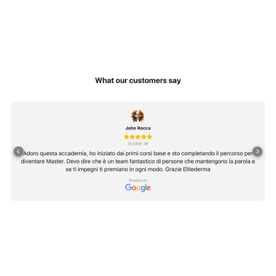 What our customers say
John Rocca
October 26
Adoro questa accademia, ho iniziato dai primi corsi base e sto completando il percorso per
diventare Master. Devo dire che è un team fantastico di persone che mantengono la parola e
se ti impegni ti premiano in ogni modo. Grazie Elitederma
Posted on
Google